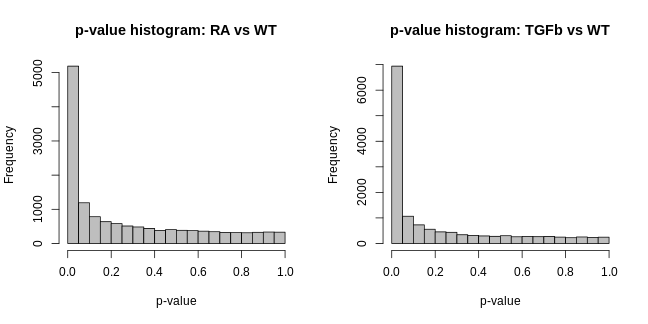 p-value histogram: RA vs WT
Frequency
5000
3000
1000
0
0.0 0.2 0.4 0.6 0.8 1.0
p-value
p-value histogram: TGFb vs WT
Frequency
6000
4000
2000
0
0.0 0.2 0.4 0.6 0.8 1.0
p-value